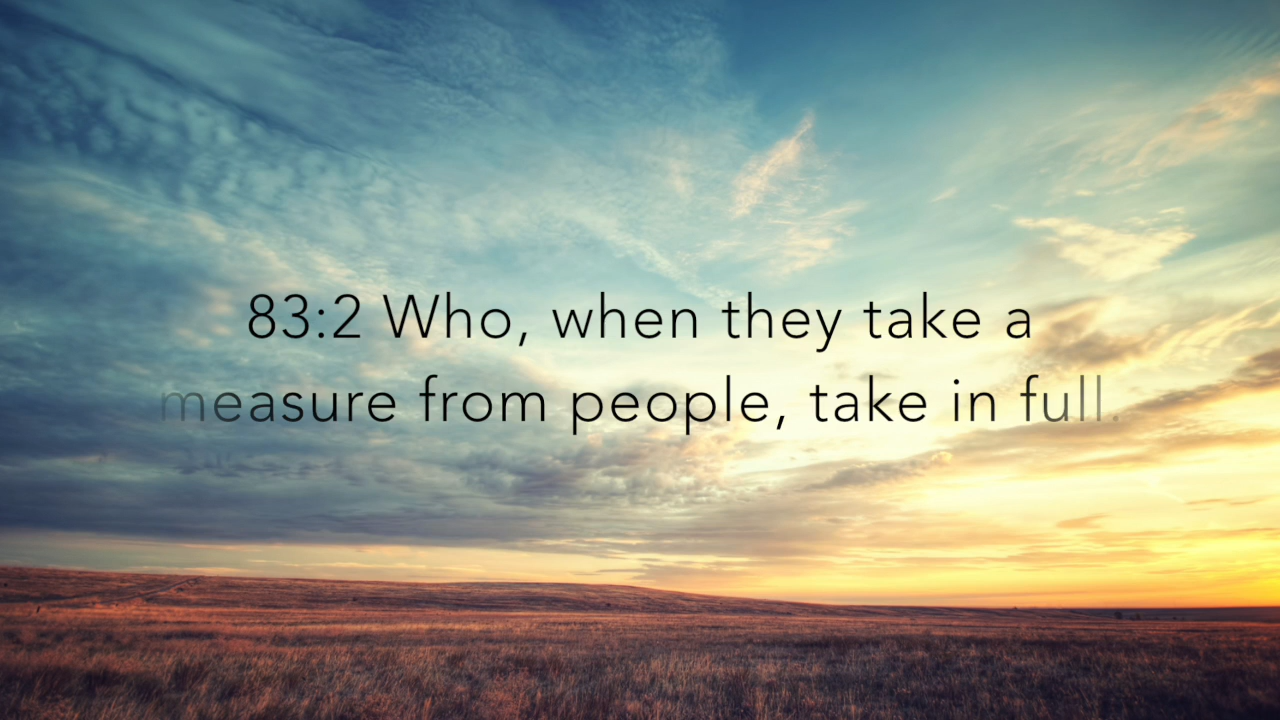 83:2 Who, when they take a
measure from people, take in full.